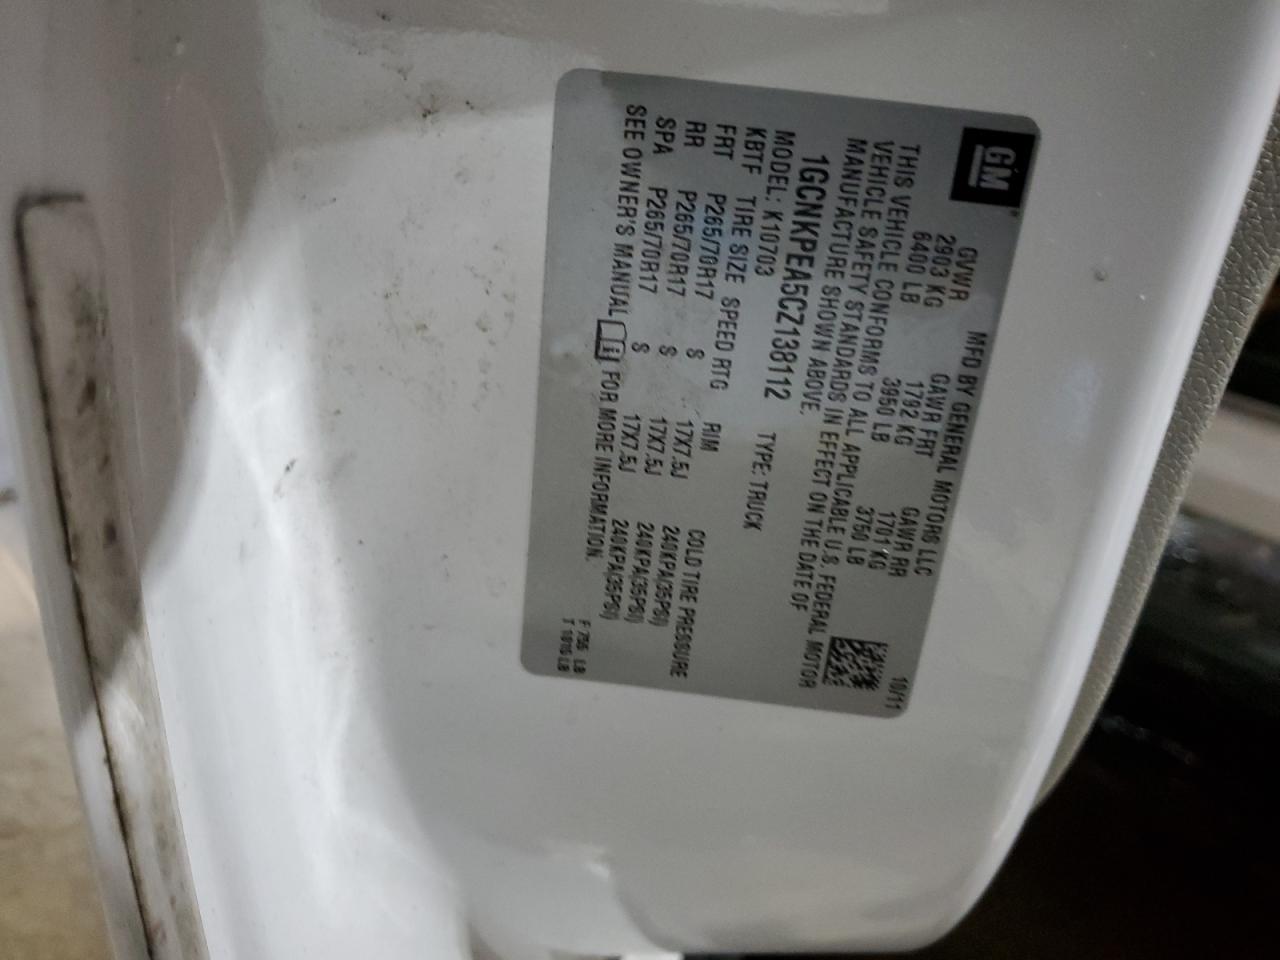 GM
MFD BY GENERAL MOTORS LLC
10/11
GVWR GAWR FRT GAWR RR
2903 KG 1792 KG 1701 KG
6400 LB 3950 LB 3750 LB
THIS VEHICLE CONFORMS TO ALL APPLICABLE U.S. FEDERAL MOTOR
VEHICLE SAFETY STANDARDS IN EFFECT ON THE DATE OF
MANUFACTURE SHOWN ABOVE.
1GCNKPEA5CZ138112 TYPE: TRUCK
MODEL: K10703
KBTF TIRE SIZE SPEED RTG RIM COLD TIRE PRESSURE
FRT P265/70R17 S 17X7.5J 240KPA(35PSI)
RR P265/70R17 S 17X7.5J 240KPA(35PSI)
SPA P265/70R17 S 17X7.5J 240KPA(35PSI)
SEE OWNER'S MANUAL FOR MORE INFORMATION.
F 755 LB
T 1015 LB